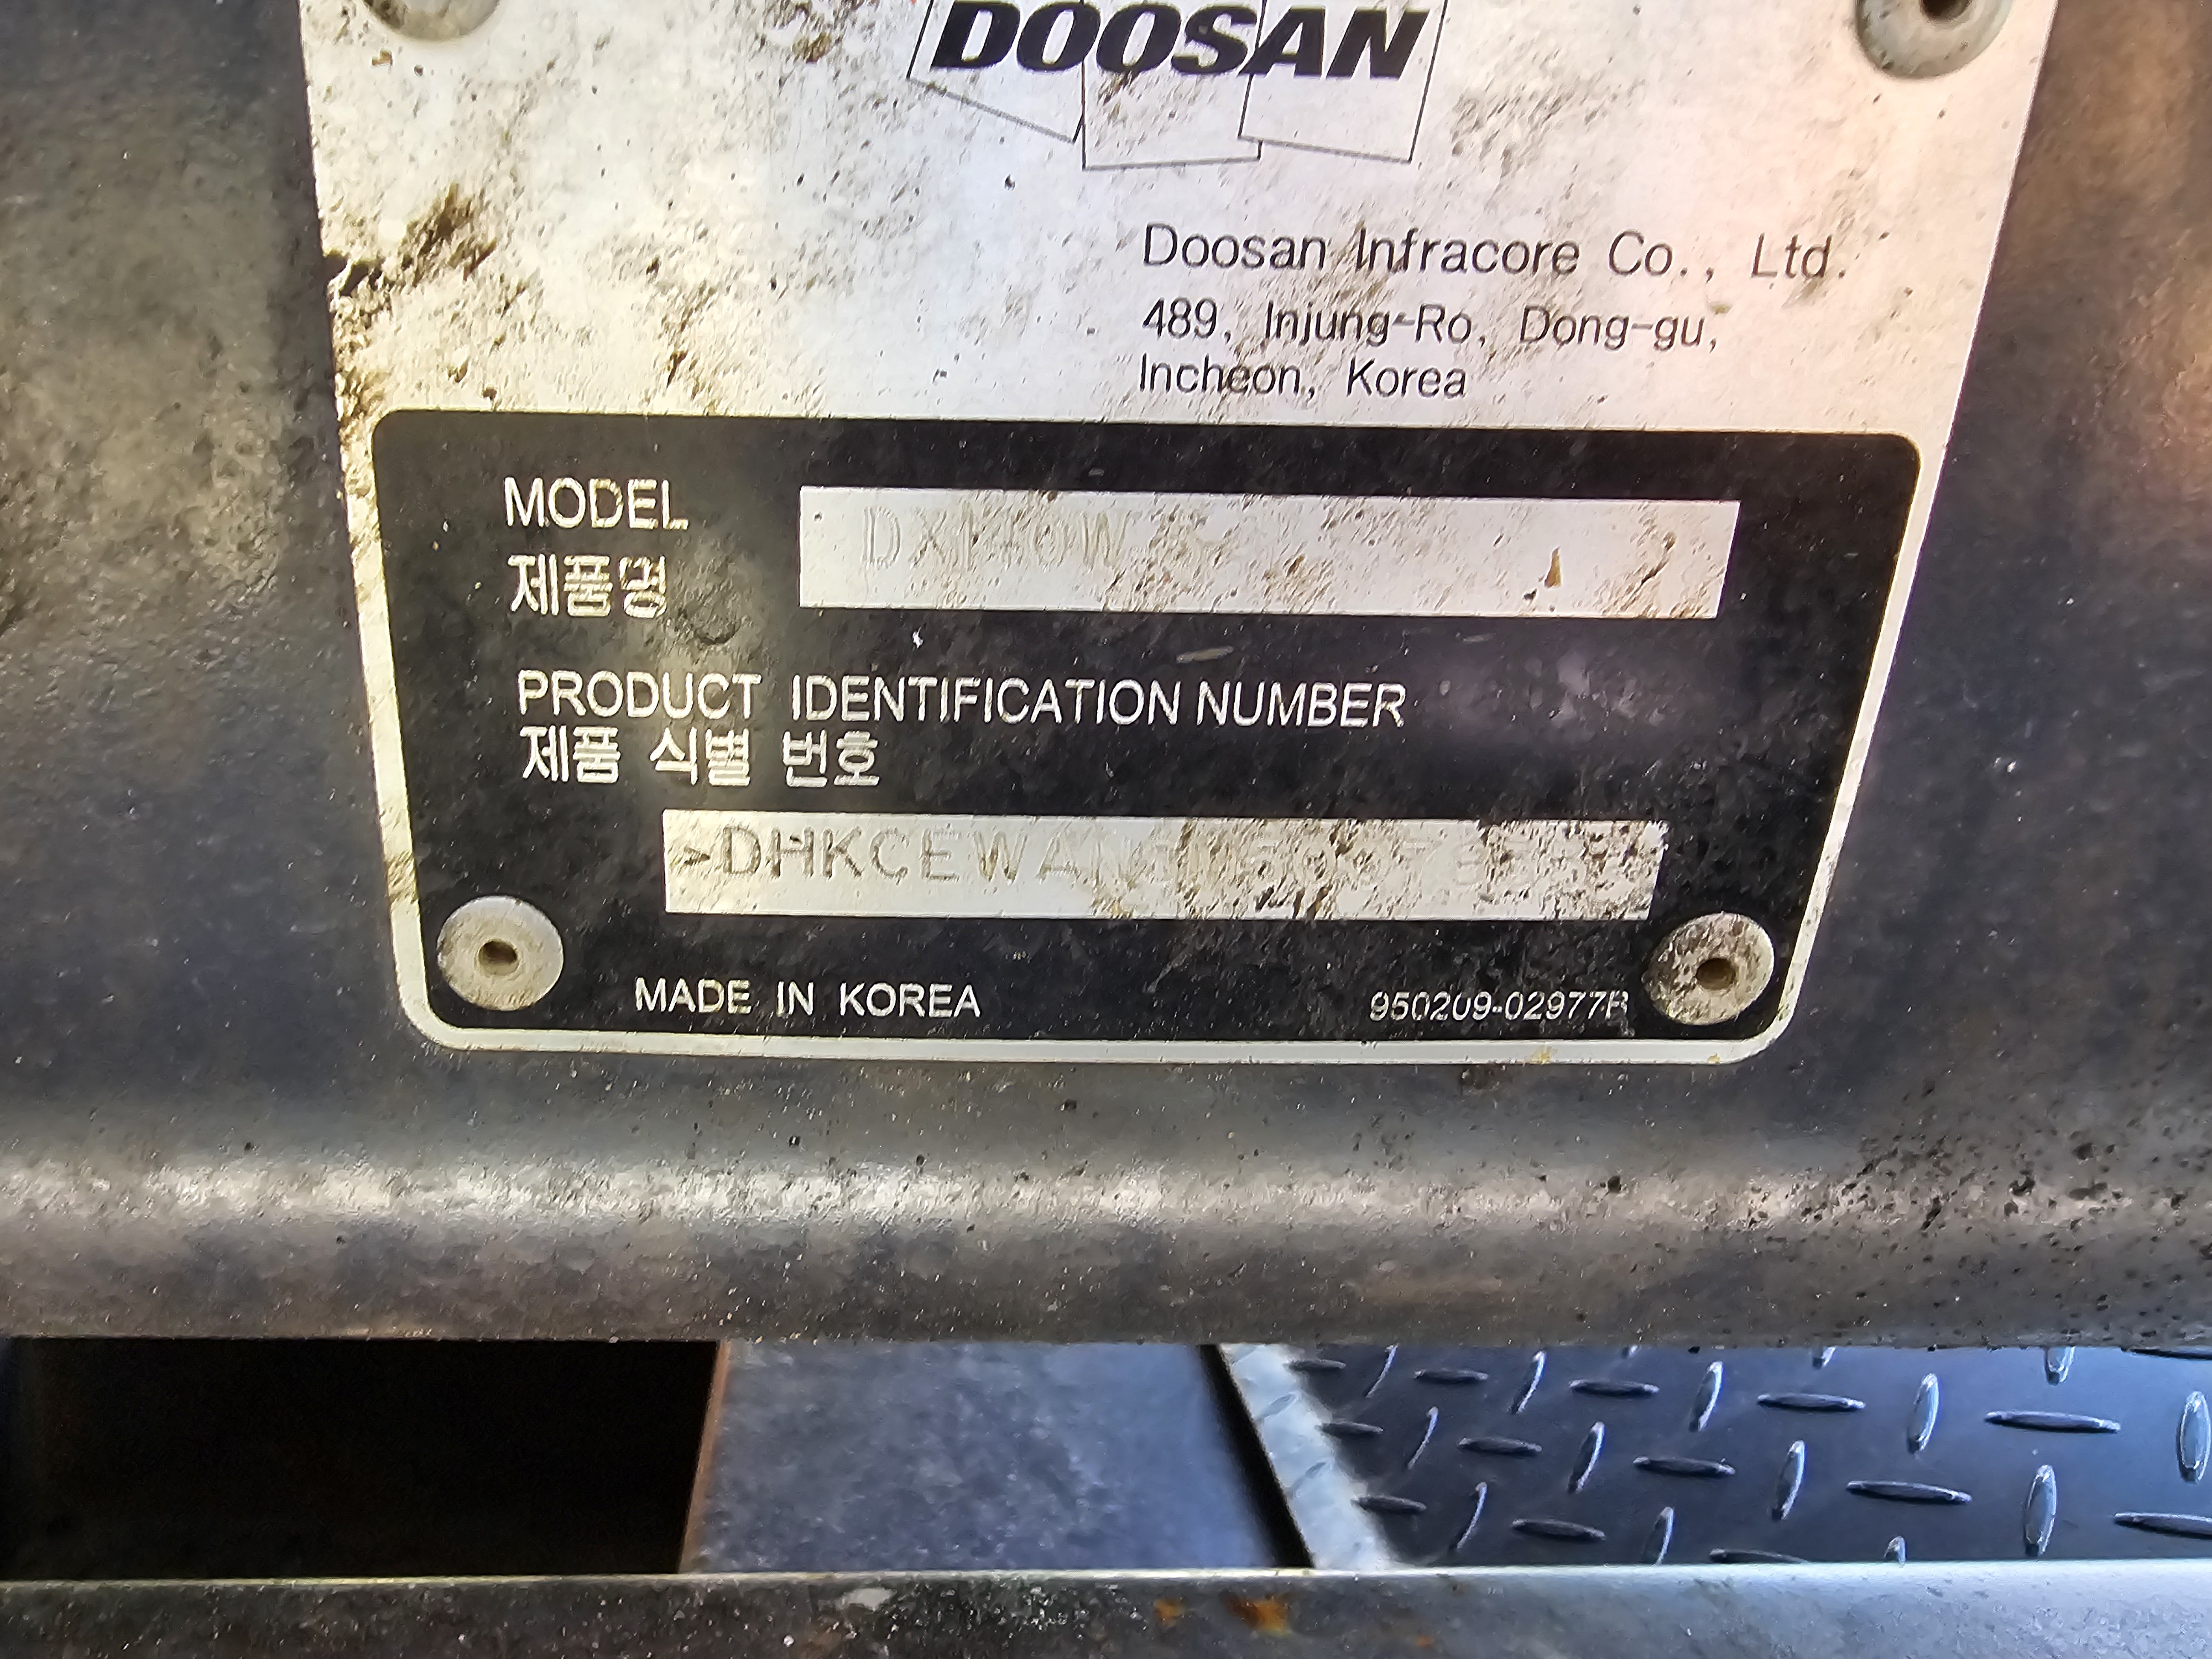 DOOSAN
Doosan Infracore Co., Ltd.
489, Injung-Ro, Dong-gu,
Incheon, Korea
MODEL
제품명
PRODUCT IDENTIFICATION NUMBER
제품 식별 번호
MADE IN KOREA 950209-02977B